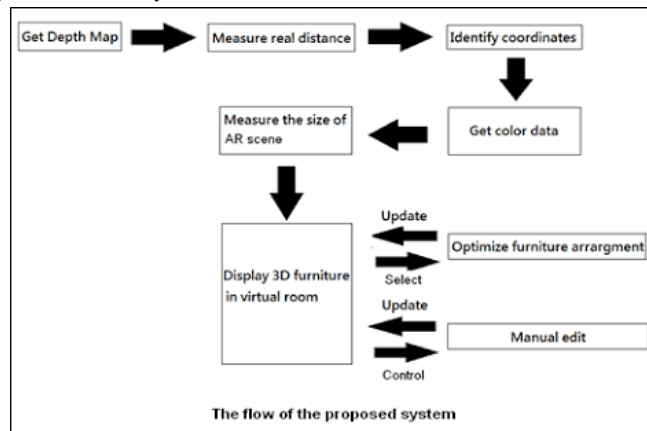 Get Depth Map
Measure real distance
Identify coordinates
Measure the size of
AR scene
Get color data
Update
Optimize furniture arrargment
Select
Display 3D furniture
in virtual room
Update
Manual edit
Control
The flow of the proposed system